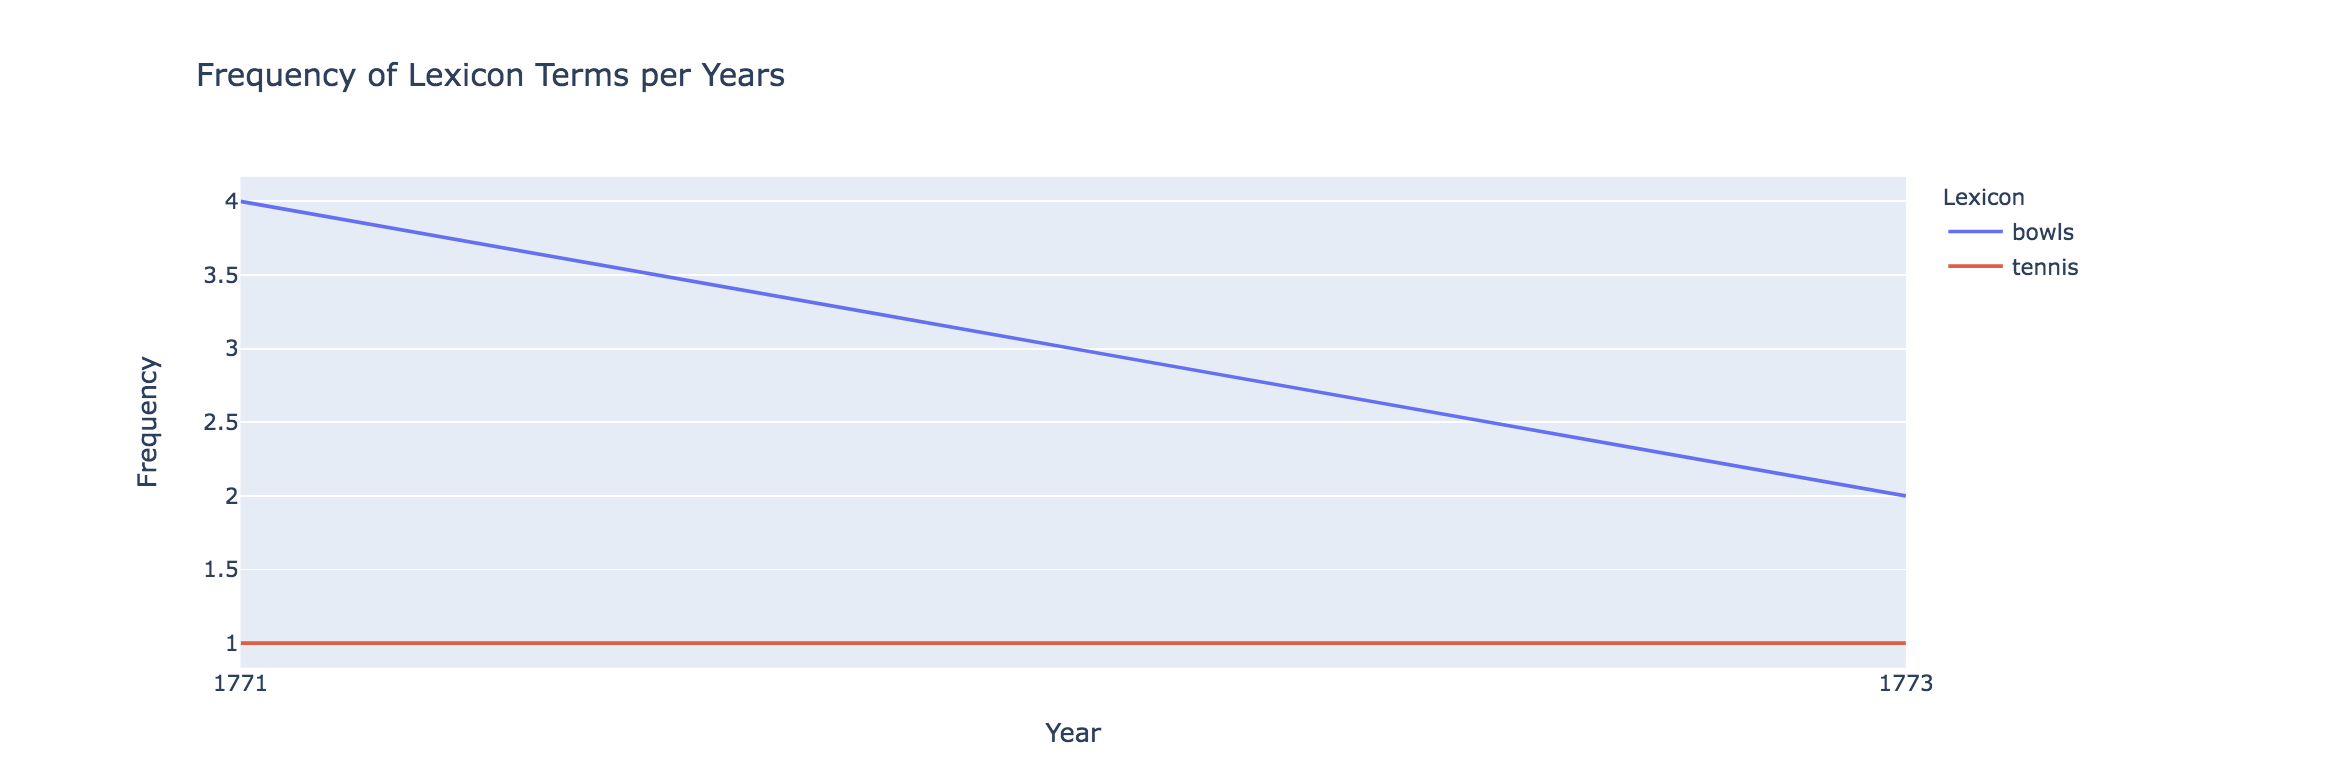 Frequency of Lexicon Terms per Years
Lexicon
bowls
tennis
4
3.5
3
2.5
2
1.5
1
Frequency
1771
1773
Year